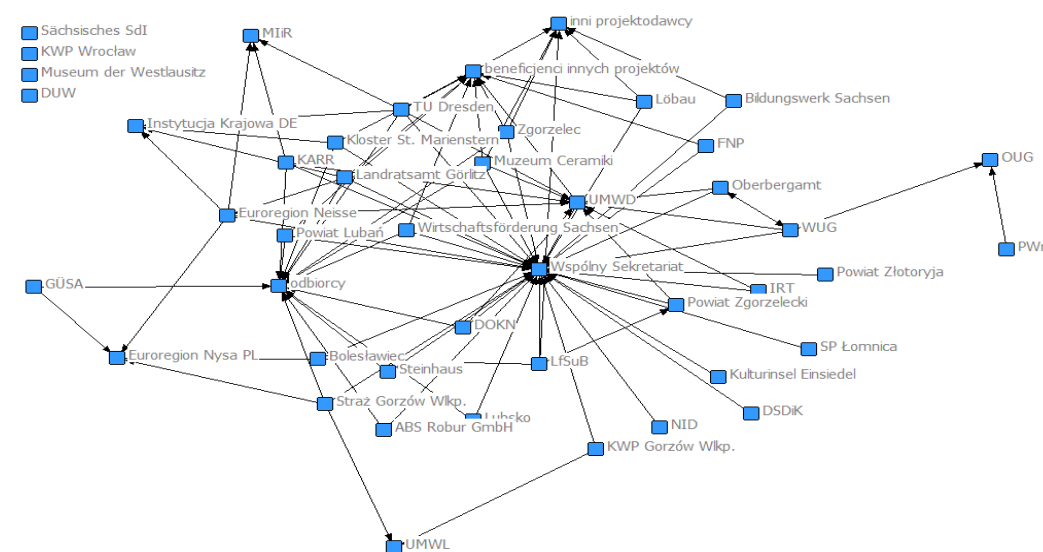 Sächsisches SdI
KWP Wrocław
Museum der Westlausitz
DUW
MIiR
inni projektodawcy
beneficjenci innych projektów
TU Dresden
Löbau
Bildungswerk Sachsen
Instytucja Krajowa DE
Zgorzelec
Kloster St. Marienstern
FNP
KARR
Muzeum Ceramiki
OUG
Landratsamt Görlitz
Oberbergamt
UMWD
Euroregion Neisse
Powiat Lubań
Wirtschaftsförderung Sachsen
WUG
PWr
Wspólny Sekretariat
Powiat Złotoryja
GÜSA
odbiorcy
IRT
Powiat Zgorzelecki
DOKN
Euroregion Nysa PL
Bolesławiec
LfSuB
SP Łomnica
Steinhaus
Kulturinsel Einsiedel
Straż Gorzów Wlkp.
Lubsko
DSDiK
ABS Robur GmbH
NID
KWP Gorzów Wlkp.
UMWL